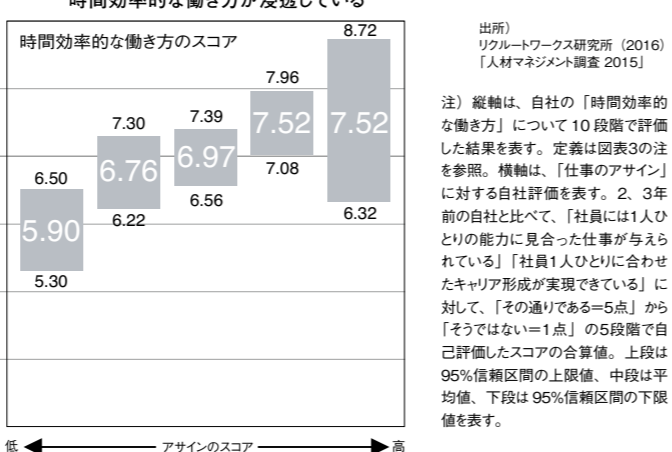 時間効率的な働き方が浸透している
時間効率的な働き方のスコア
6.50
5.90
5.30
7.30
6.76
6.22
7.39
6.97
6.56
7.96
7.52
7.08
8.72
7.52
6.32
低
アサインのスコア
高
出所）
リクルートワークス研究所（2016）
「人材マネジメント調査 2015」
注）縦軸は、自社の「時間効率的
な働き方」について 10 段階で評価
した結果を表す。定義は図表3の注
を参照。横軸は、「仕事のアサイン」
に対する自社評価を表す。2、3年
前の自社と比べて、「社員には1人ひ
とりの能力に見合った仕事が与えら
れている」「社員1人ひとりに合わせ
たキャリア形成が実現できている」に
対して、「その通りである＝5点」から
「そうではない＝1点」の5段階で自
己評価したスコアの合算値。上段は
95%信頼区間の上限値、中段は平
均値、下段は 95%信頼区間の下限
値を表す。